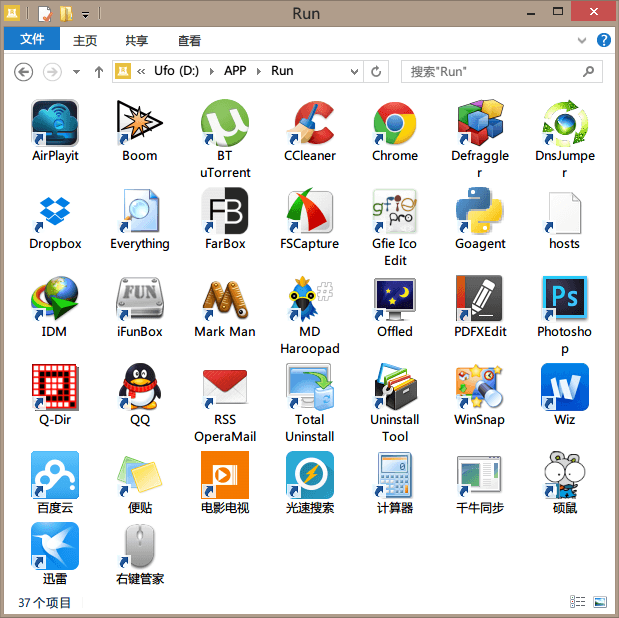 Run
文件 主页 共享 查看
« Ufo (D:) APP Run 搜索"Run"
AirPlayit Boom BT uTorrent CCleaner Chrome Defraggler DnsJumper
Dropbox Everything FarBox FSCapture Gfie Ico Edit Goagent hosts
FUN
Ps
IDM iFunBox Mark Man MD Haroopad Offled PDFXEdit Photoshop
Q-Dir QQ RSS OperaMail Total Uninstall Uninstall Tool WinSnap Wiz
百度云 便贴 电影电视 光速搜索 计算器 千牛同步 硕鼠
迅雷 右键管家
37 个项目